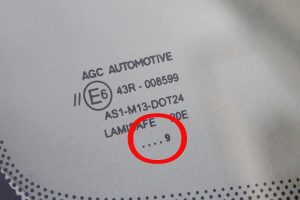 AGC AUTOMOTIVE
// E6 43R - 008599
AS1-M13-DOT24
LAMISAFE
....9